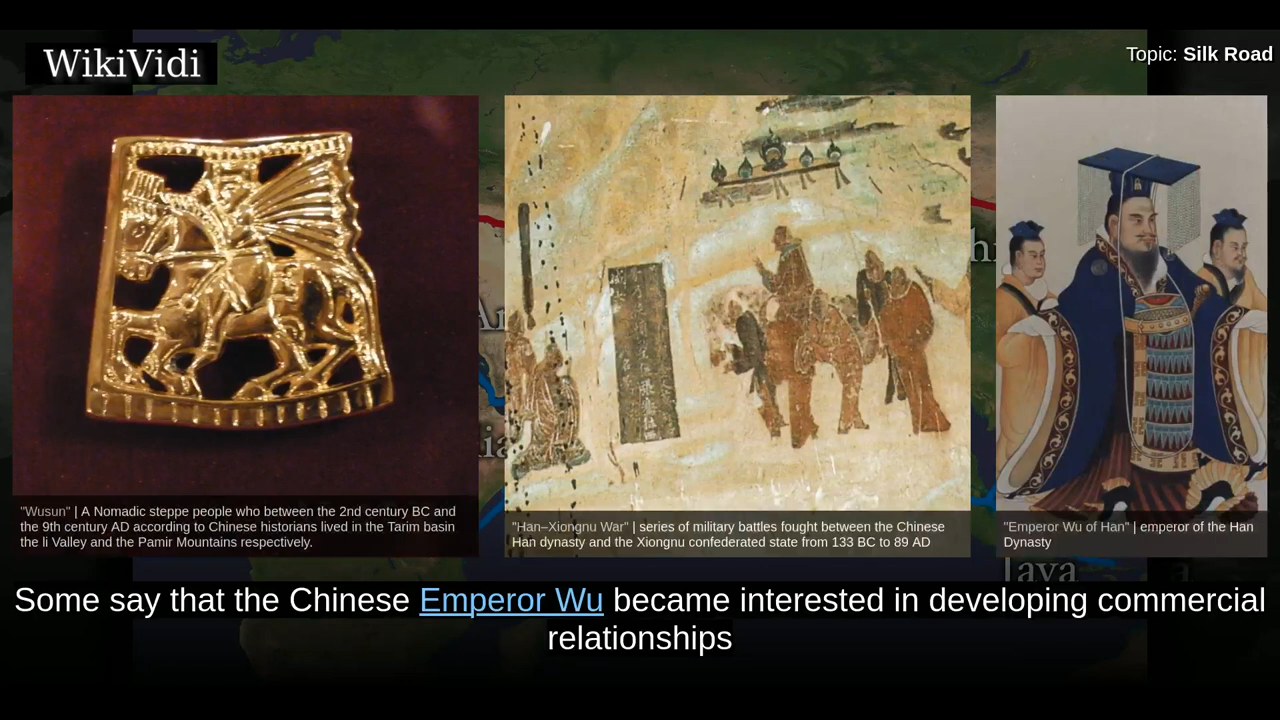 WikiVidi
Topic: Silk Road
"Wusun" | A Nomadic steppe people who between the 2nd century BC and
the 9th century AD according to Chinese historians lived in the Tarim basin
the li Valley and the Pamir Mountains respectively.
"Han–Xiongnu War" | series of military battles fought between the Chinese
Han dynasty and the Xiongnu confederated state from 133 BC to 89 AD
"Emperor Wu of Han" | emperor of the Han
Dynasty
Java
Some say that the Chinese Emperor Wu became interested in developing commercial
relationships